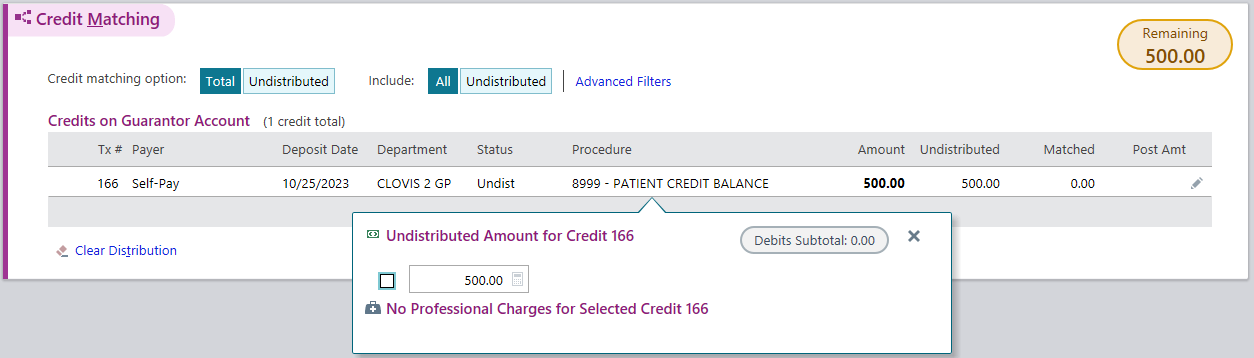 Credit Matching
Remaining
500.00
Credit matching option: Total Undistributed Include: All Undistributed Advanced Filters
Credits on Guarantor Account (1 credit total)
Tx # Payer Deposit Date Department Status Procedure Amount Undistributed Matched Post Amt
166 Self-Pay 10/25/2023 CLOVIS 2 GP Undist 8999 - PATIENT CREDIT BALANCE 500.00 500.00 0.00
Clear Distribution
Undistributed Amount for Credit 166 Debits Subtotal: 0.00
500.00
No Professional Charges for Selected Credit 166